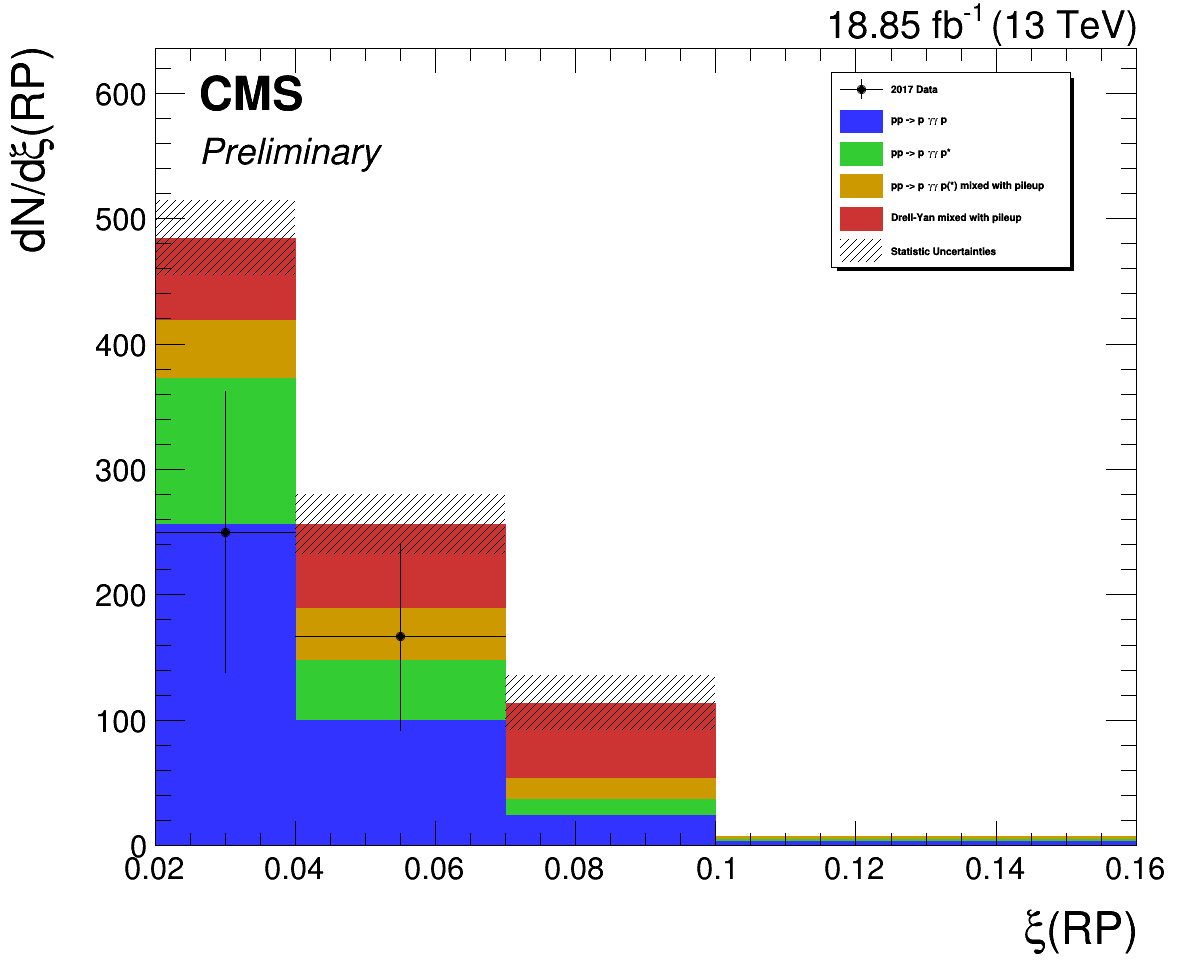 18.85 fb⁻¹ (13 TeV)
dN/dξ(RP)
CMS
Preliminary
2017 Data
pp -> p γγ p
pp -> p γγ p*
pp -> p γγ p(*) mixed with pileup
Drell-Yan mixed with pileup
Statistic Uncertainties
600
500
400
300
200
100
0
0.02 0.04 0.06 0.08 0.1 0.12 0.14 0.16
ξ(RP)